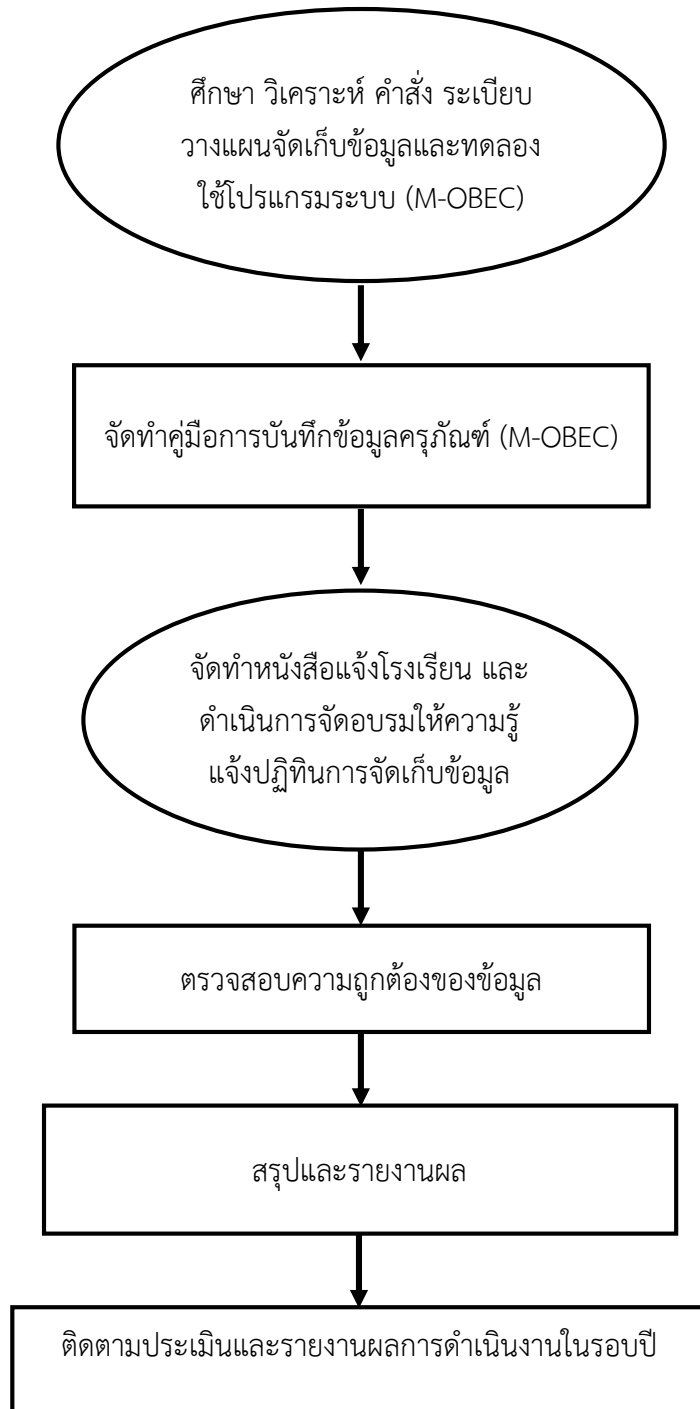 ศึกษา วิเคราะห์ คำสั่ง ระเบียบ
วางแผนจัดเก็บข้อมูลและทดลอง
ใช้โปรแกรมระบบ (M-OBEC)
จัดทำคู่มือการบันทึกข้อมูลครุภัณฑ์ (M-OBEC)
จัดทำหนังสือแจ้งโรงเรียน และ
ดำเนินการจัดอบรมให้ความรู้
แจ้งปฏิทินการจัดเก็บข้อมูล
ตรวจสอบความถูกต้องของข้อมูล
สรุปและรายงานผล
ติดตามประเมินและรายงานผลการดำเนินงานในรอบปี